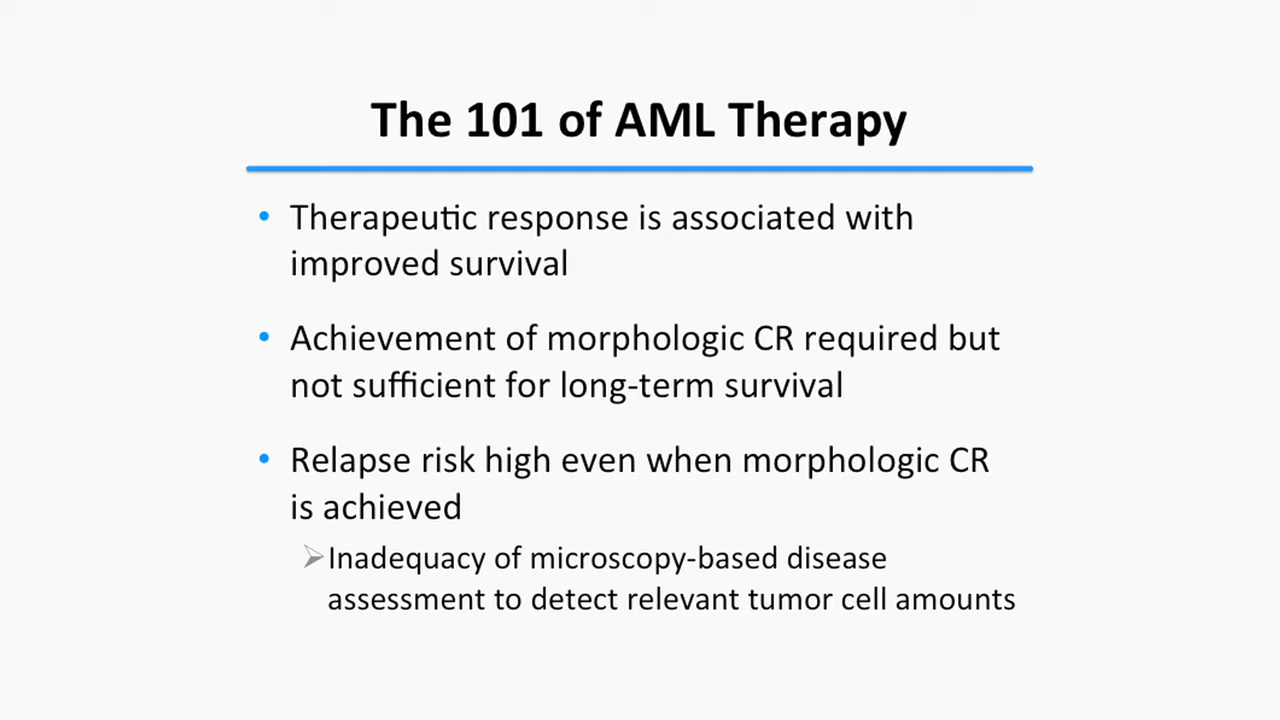 The 101 of AML Therapy
• Therapeutic response is associated with
improved survival
• Achievement of morphologic CR required but
not sufficient for long-term survival
• Relapse risk high even when morphologic CR
is achieved
➢Inadequacy of microscopy-based disease
assessment to detect relevant tumor cell amounts